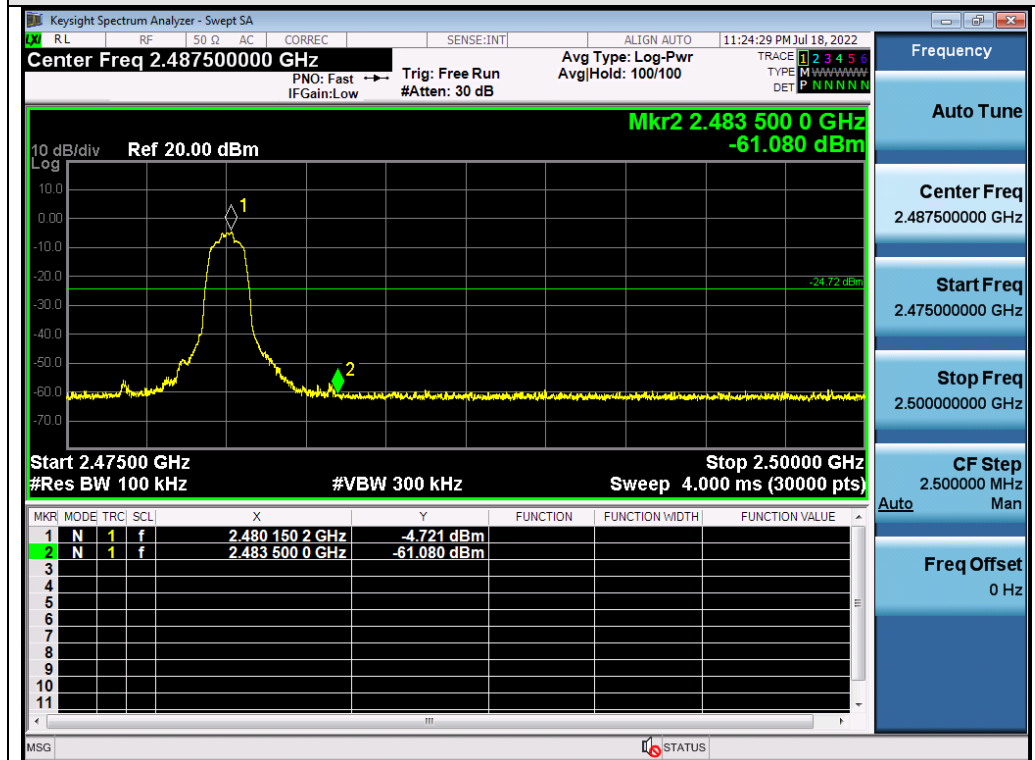 Keysight Spectrum Analyzer - Swept SA
LXI RL RF 50 Ω AC CORREC SENSE:INT ALIGN AUTO 11:24:29 PM Jul 18, 2022
Center Freq 2.487500000 GHz
PNO: Fast
IFGain:Low
Trig: Free Run
#Atten: 30 dB
Avg Type: Log-Pwr
Avg|Hold: 100/100
TRACE 1 2 3 4 5 6
TYPE M WWWWW
DET P N N N N N
Mkr2 2.483 500 0 GHz
-61.080 dBm
10 dB/div Ref 20.00 dBm
Log
10.0
0.00
-10.0
-20.0
-30.0
-40.0
-50.0
-60.0
-70.0
1
-24.72 dBm
2
Start 2.47500 GHz Stop 2.50000 GHz
#Res BW 100 kHz #VBW 300 kHz Sweep 4.000 ms (30000 pts)
MKR MODE TRC SCL X Y FUNCTION FUNCTION WIDTH FUNCTION VALUE
1 N 1 f 2.480 150 2 GHz -4.721 dBm
2 N 1 f 2.483 500 0 GHz -61.080 dBm
3
4
5
6
7
8
9
10
11
MSG STATUS
Frequency
Auto Tune
Center Freq
2.487500000 GHz
Start Freq
2.475000000 GHz
Stop Freq
2.500000000 GHz
CF Step
2.500000 MHz
Auto Man
Freq Offset
0 Hz